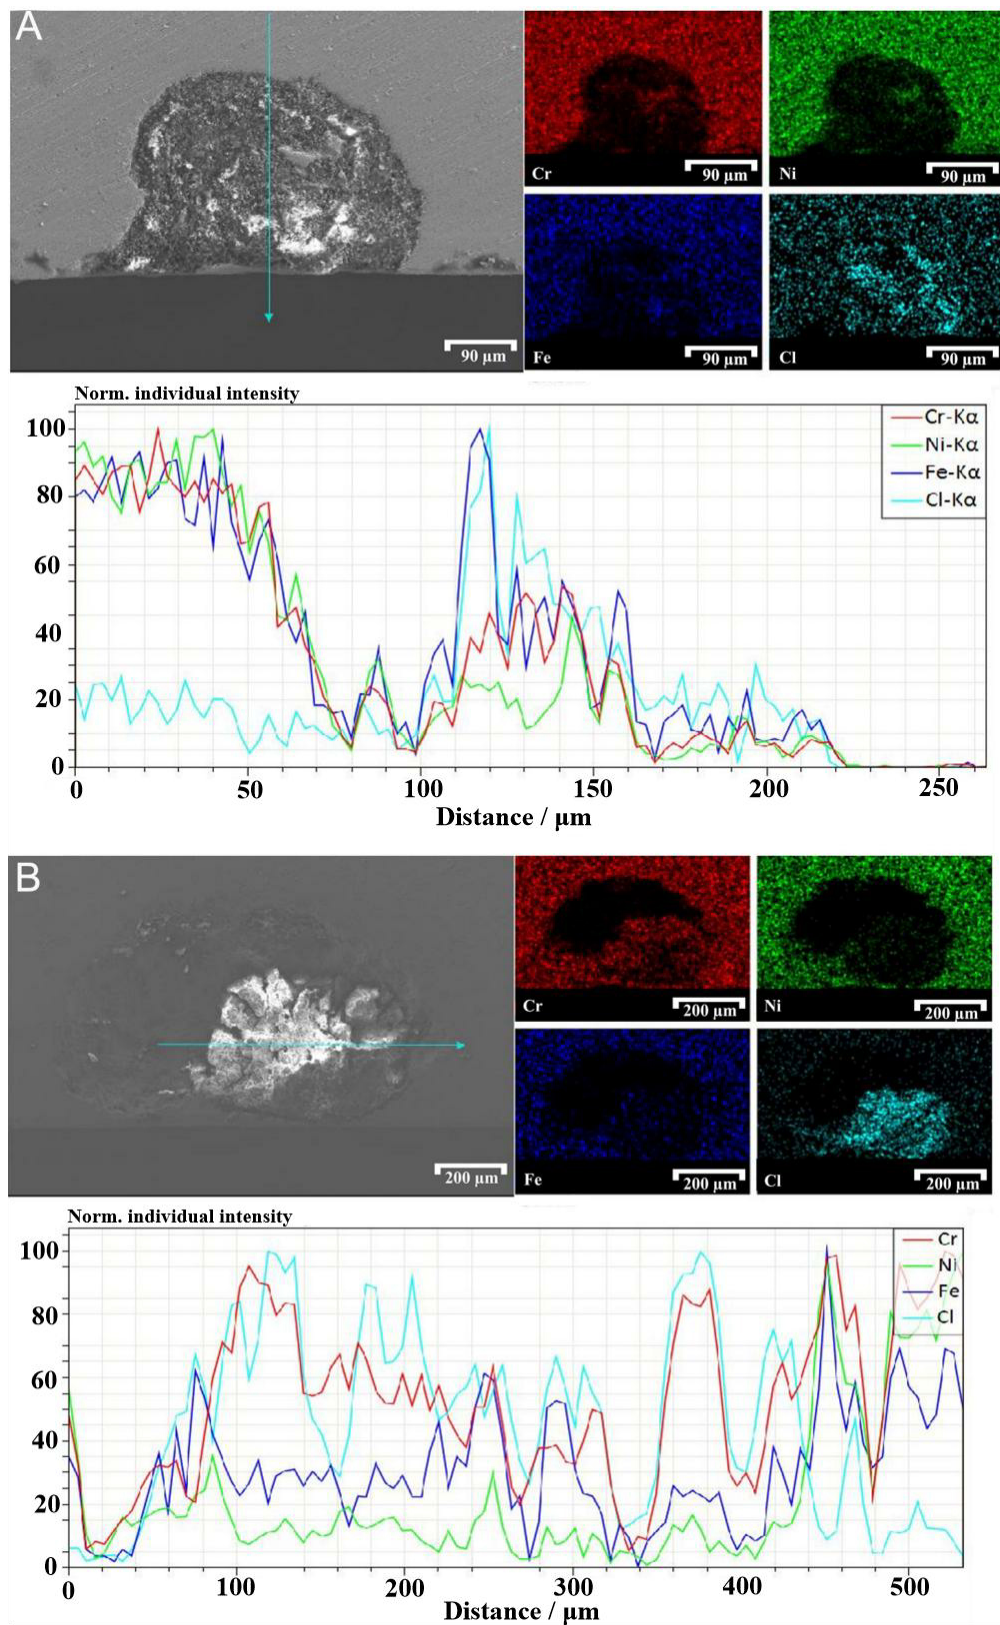 A
90 µm
Cr
90 µm
Ni
90 µm
Fe
90 µm
Cl
90 µm
Norm. individual intensity
100
80
60
40
20
0
Cr-Kα
Ni-Kα
Fe-Kα
Cl-Kα
0 50 100 150 200 250
Distance / µm
B
200 µm
Cr
200 µm
Ni
200 µm
Fe
200 µm
Cl
200 µm
Norm. individual intensity
100
80
60
40
20
0
Cr
Ni
Fe
Cl
0 100 200 300 400 500
Distance / µm